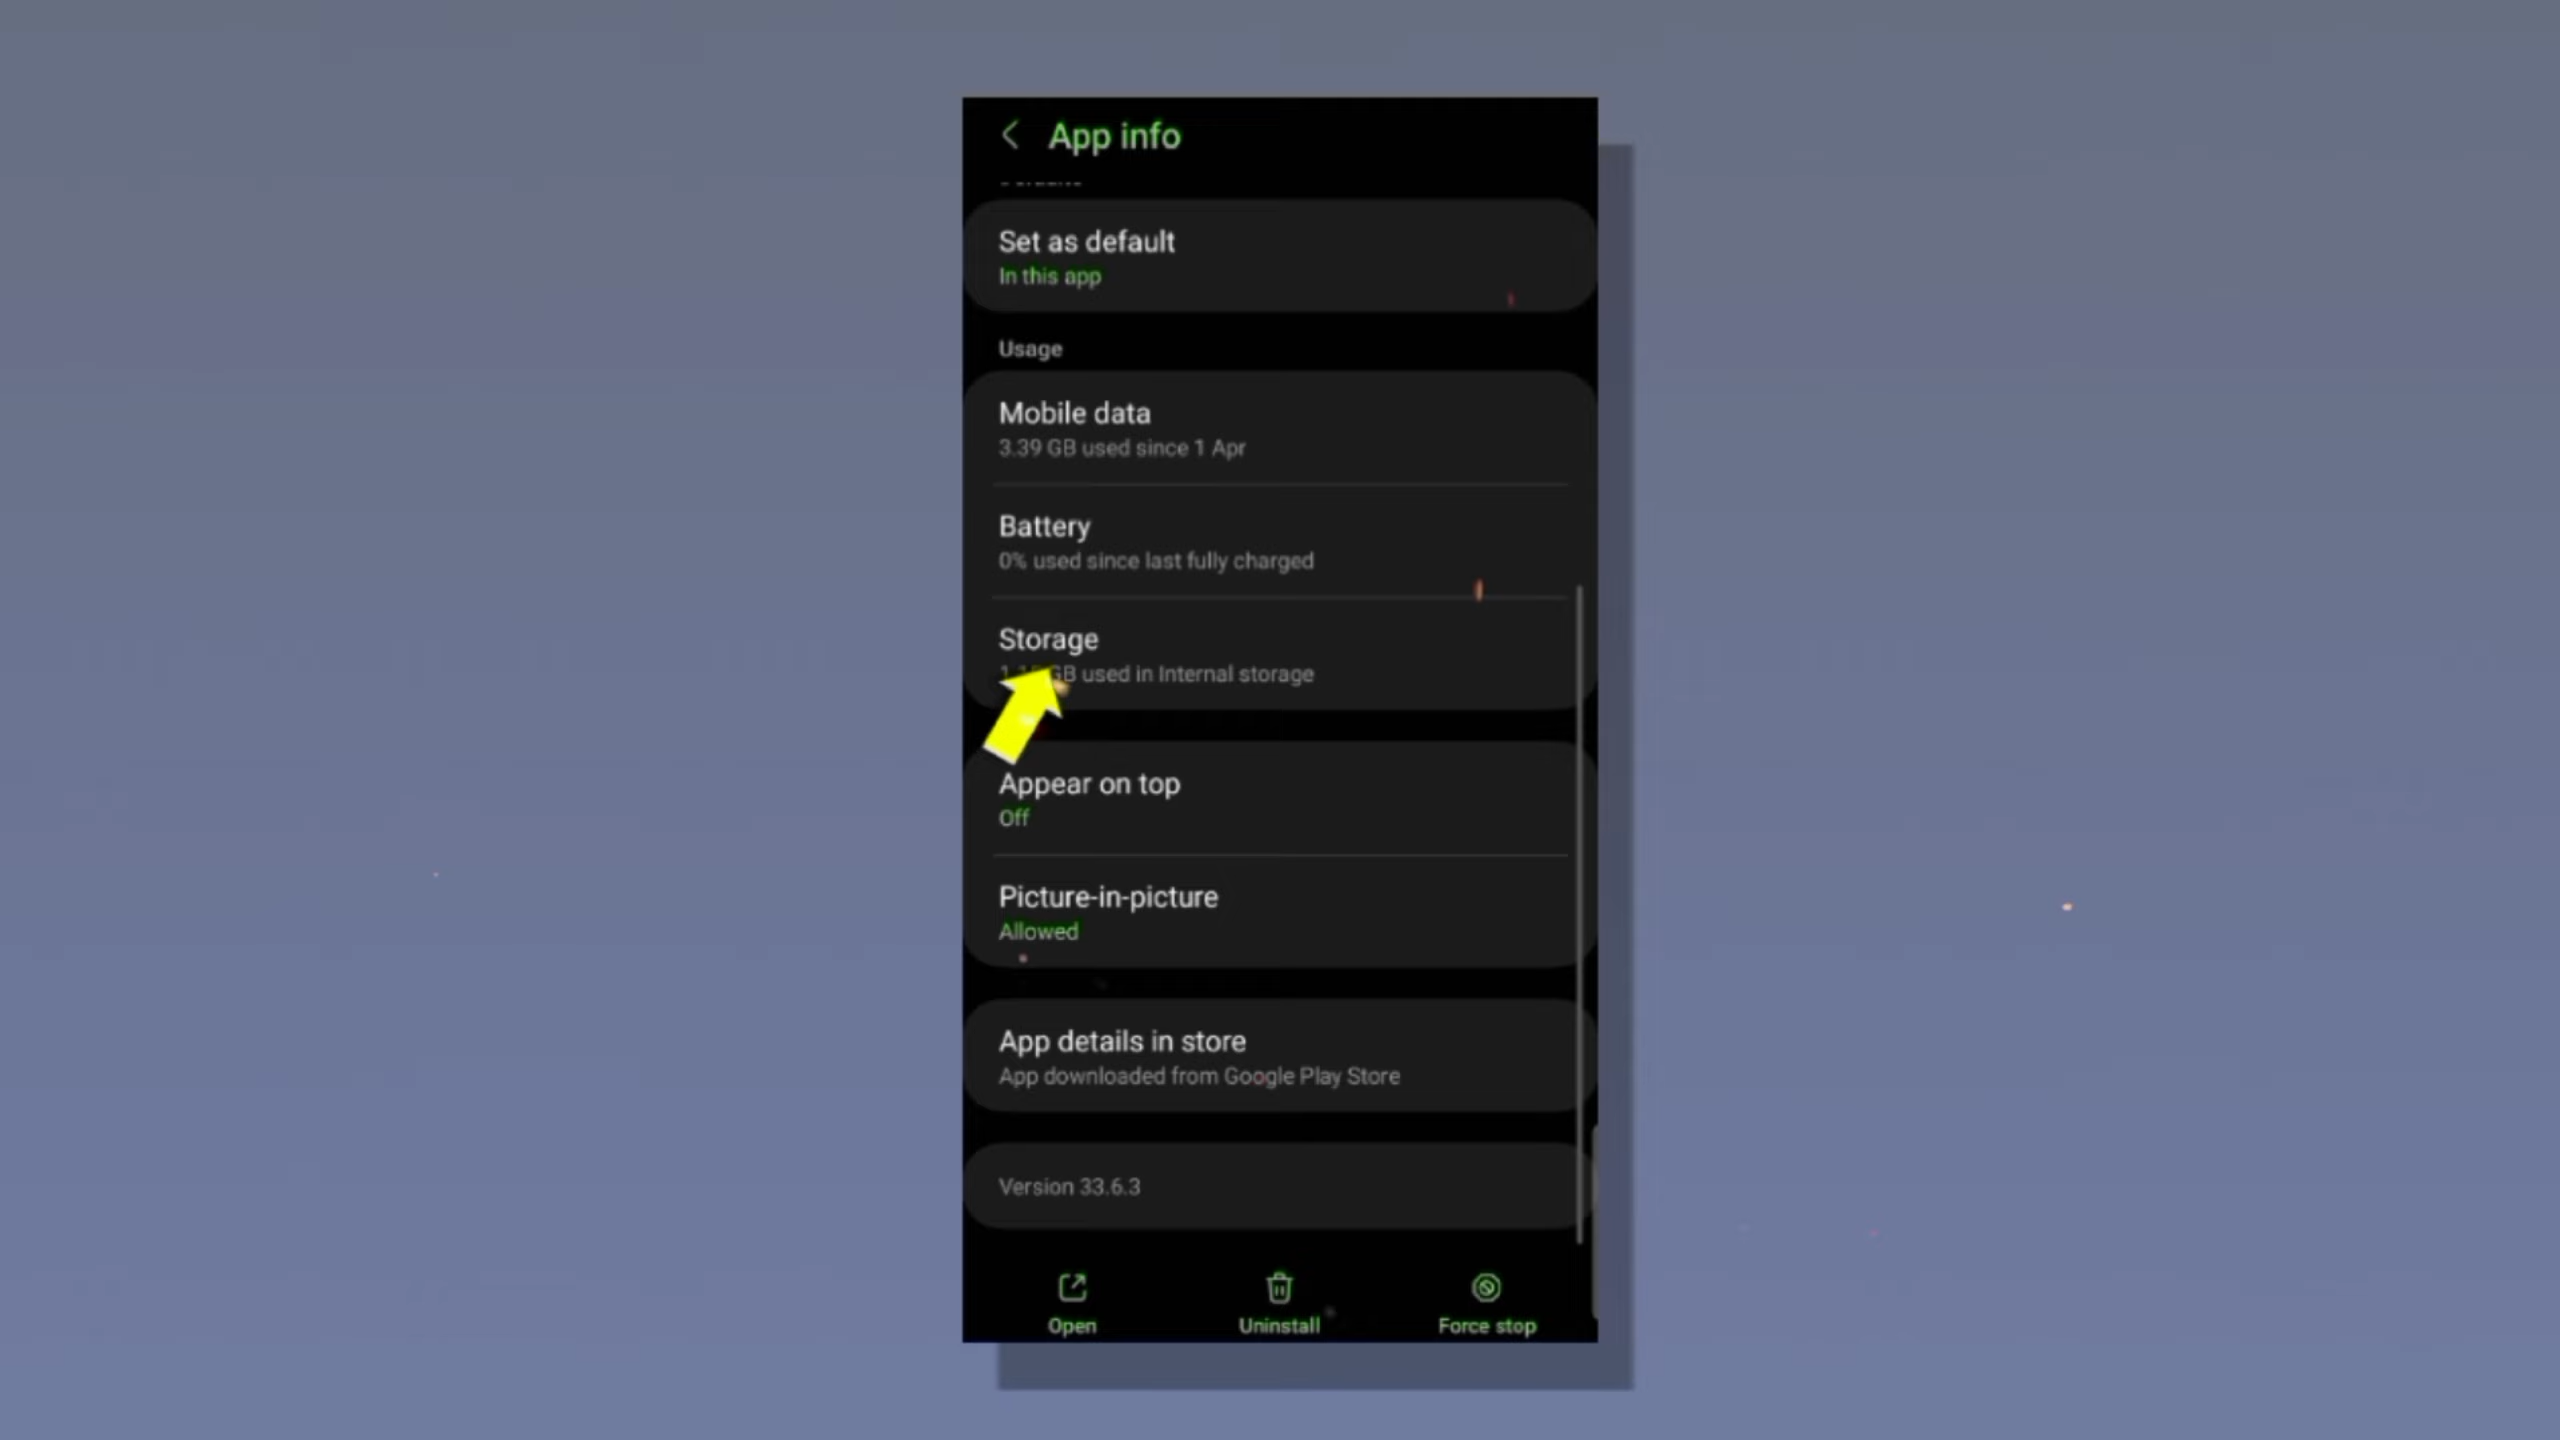 App info
Set as default
In this app
Usage
Mobile data
3.39 GB used since 1 Apr
Battery
0% used since last fully charged
Storage
GB used in Internal storage
Appear on top
Off
Picture-in-picture
Allowed
App details in store
App downloaded from Google Play Store
Version 33.6.3
Open
Uninstall
Force stop